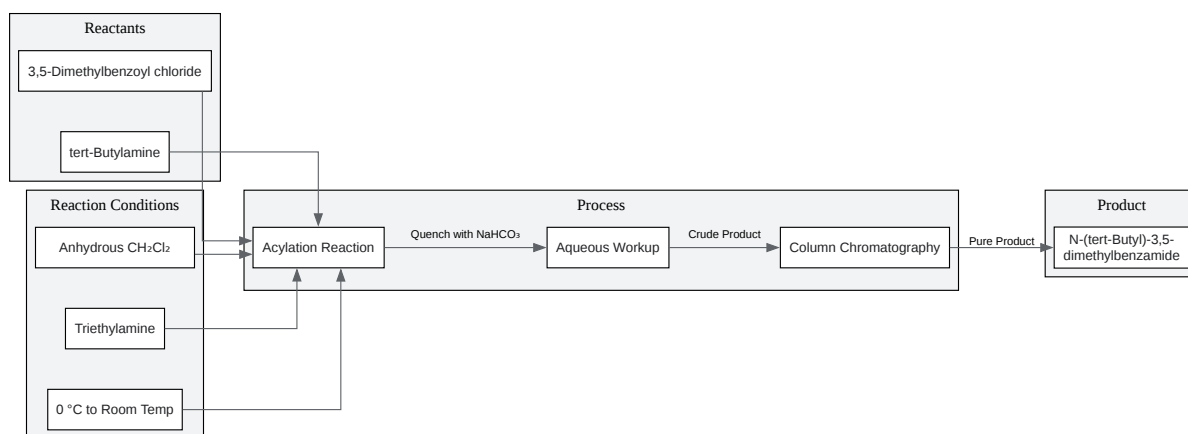 Reactants
3,5-Dimethylbenzoyl chloride
tert-Butylamine
Reaction Conditions
Anhydrous CH₂Cl₂
Triethylamine
0 °C to Room Temp
Process
Acylation Reaction
Quench with NaHCO₃
Aqueous Workup
Crude Product
Column Chromatography
Pure Product
Product
N-(tert-Butyl)-3,5-
dimethylbenzamide